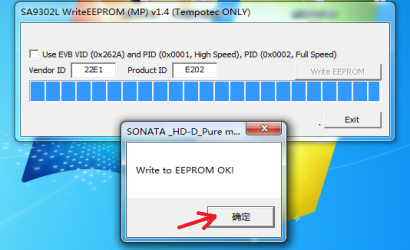 SA9302L WriteEEPROM (MP) v1.4 (Tempotec ONLY)
Use EVB VID (0x262A) and PID (0x0001, High Speed), PID (0x0002, Full Speed)
Vendor ID 22E1 Product ID E202 Write EEPROM
Exit
SONATA _HD-D_Pure m...
Write to EEPROM OK!
确定